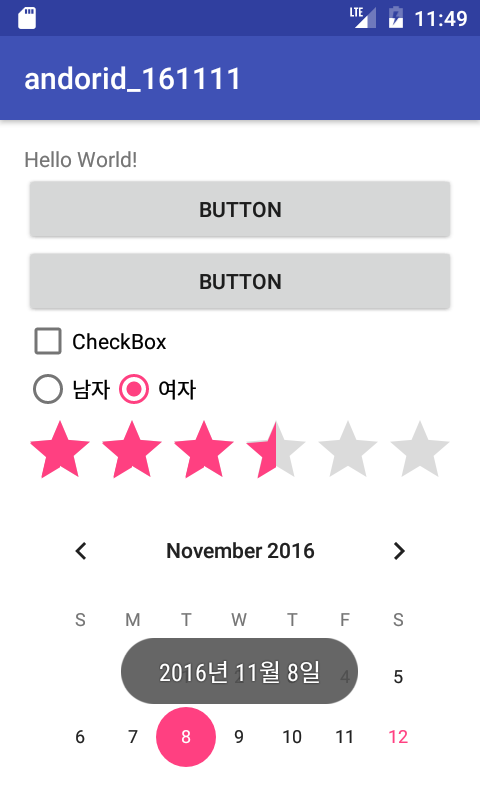 LTE 11:49
andorid_161111
Hello World!
BUTTON
BUTTON
CheckBox
남자 여자
November 2016
S M T W T F S
2016년 11월 8일 4 5
6 7 8 9 10 11 12